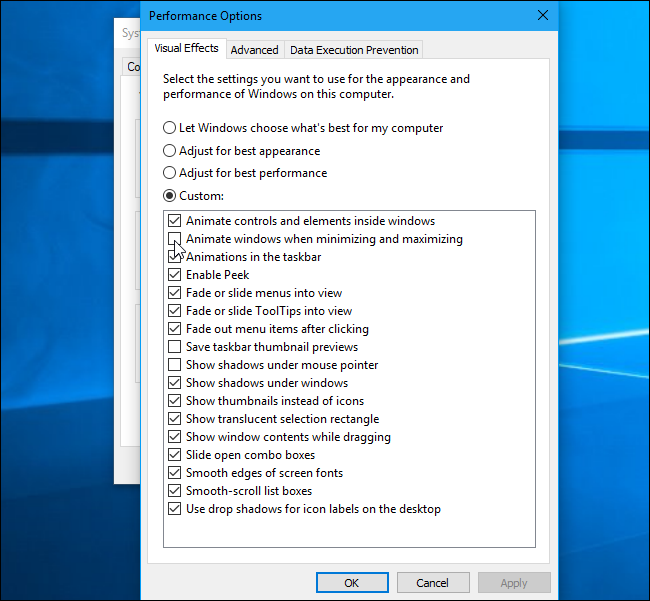 Performance Options
Sys
Co
Visual Effects
Advanced
Data Execution Prevention
Select the settings you want to use for the appearance and
performance of Windows on this computer.
Let Windows choose what's best for my computer
Adjust for best appearance
Adjust for best performance
Custom:
Animate controls and elements inside windows
Animate windows when minimizing and maximizing
Animations in the taskbar
Enable Peek
Fade or slide menus into view
Fade or slide ToolTips into view
Fade out menu items after clicking
Save taskbar thumbnail previews
Show shadows under mouse pointer
Show shadows under windows
Show thumbnails instead of icons
Show translucent selection rectangle
Show window contents while dragging
Slide open combo boxes
Smooth edges of screen fonts
Smooth-scroll list boxes
Use drop shadows for icon labels on the desktop
OK
Cancel
Apply